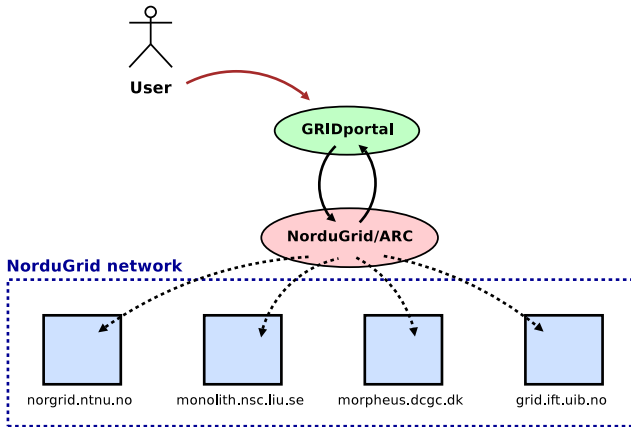 User
GRIDportal
NorduGrid/ARC
NorduGrid network
norgrid.ntnu.no
monolith.nsc.liu.se
morpheus.dcgc.dk
grid.ift.uib.no